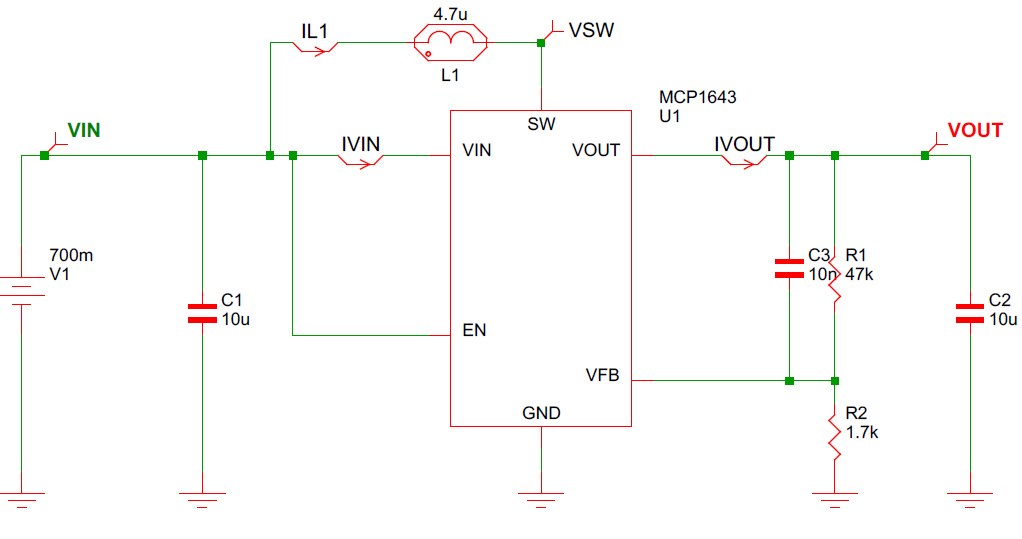 4.7u
IL1
VSW
L1
MCP1643
U1
SW
VIN
IVIN
VIN
VOUT
IVOUT
VOUT
700m
V1
C3
10n
R1
47k
C1
10u
C2
10u
EN
VFB
GND
R2
1.7k